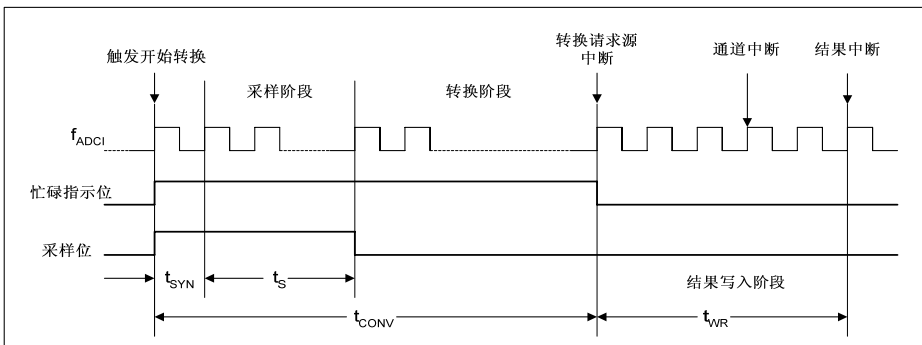 触发开始转换
转换请求源
中断
通道中断
结果中断
采样阶段
转换阶段
fADCI
忙碌指示位
采样位
tSYN
tS
结果写入阶段
tCONV
tWR